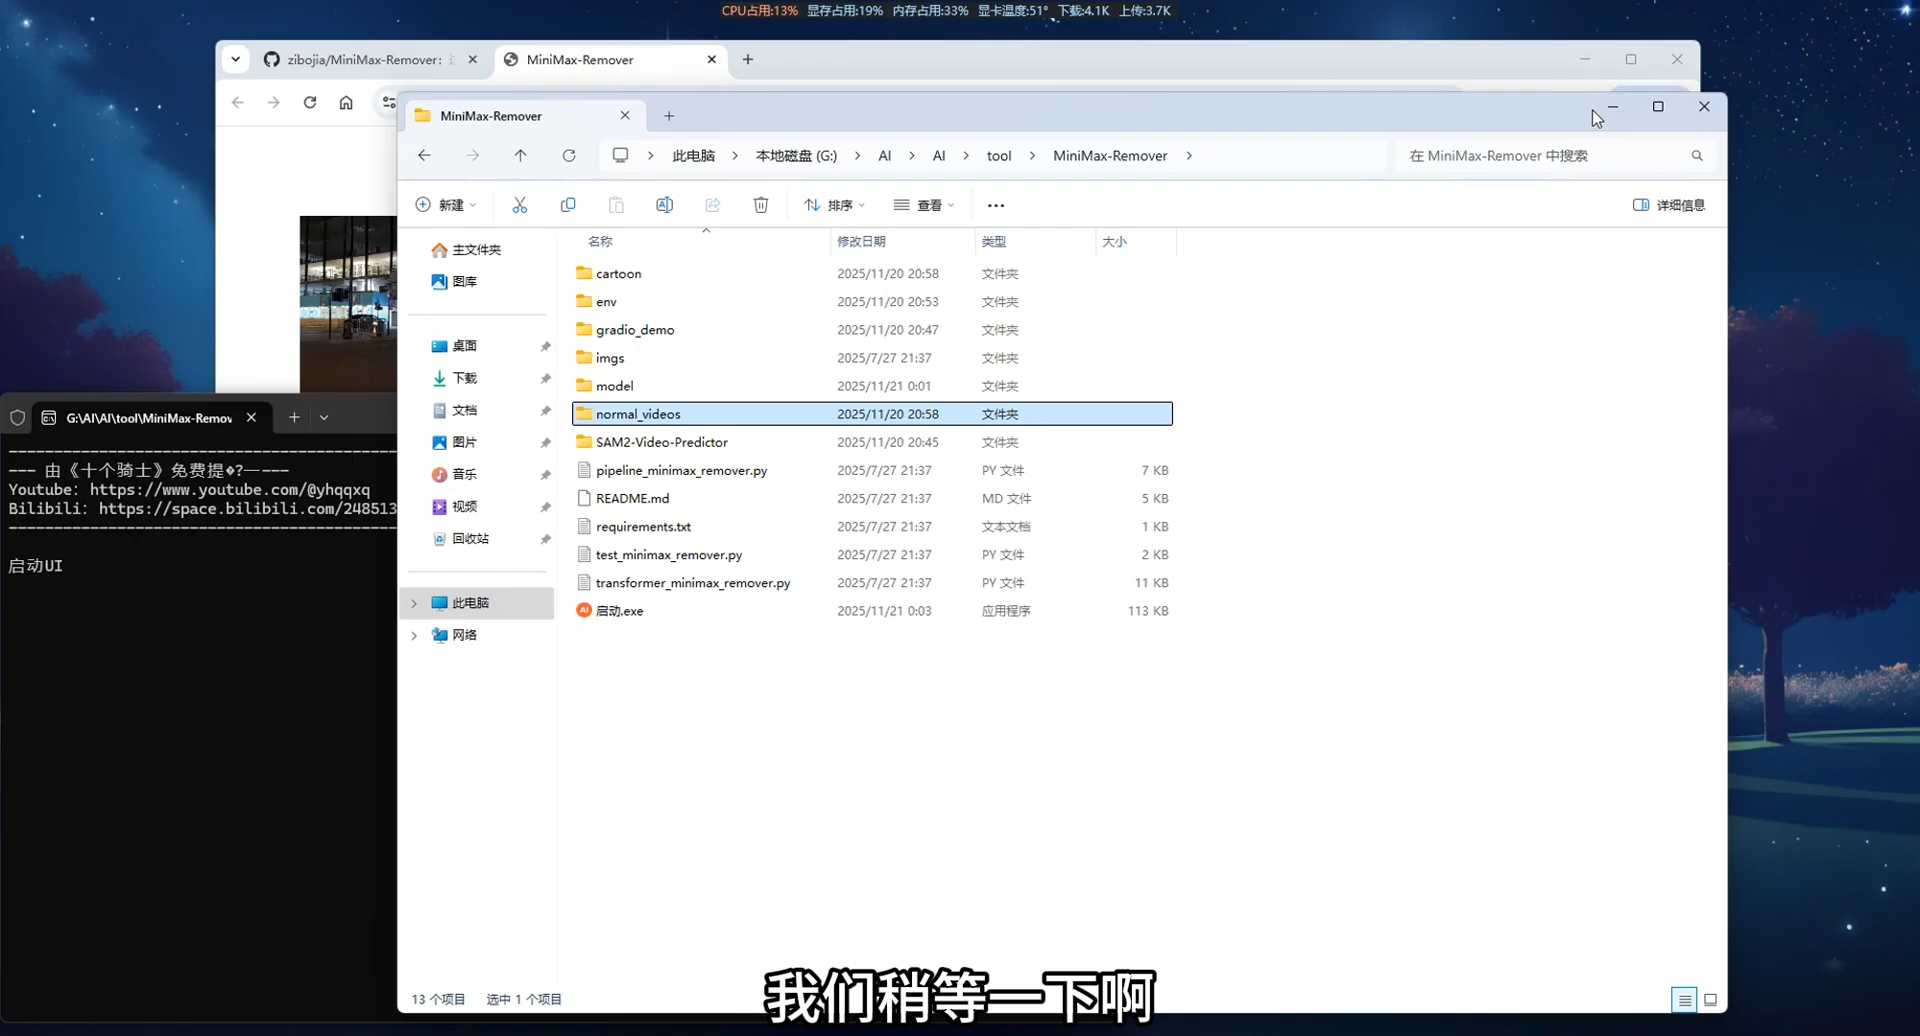 CPU占用:13% 显存占用:19% 内存占用:33% 显卡温度:51° 下载:4.1K 上传:3.7K
zibojia/MiniMax-Remover:
MiniMax-Remover
MiniMax-Remover
此电脑 > 本地磁盘 (G:) > AI > AI > tool > MiniMax-Remover >
在 MiniMax-Remover 中搜索
新建
排序
查看
详细信息
主文件夹
图库
桌面
下载
文档
图片
音乐
视频
回收站
此电脑
网络
名称 修改日期 类型 大小
cartoon 2025/11/20 20:58 文件夹
env 2025/11/20 20:53 文件夹
gradio_demo 2025/11/20 20:47 文件夹
imgs 2025/7/27 21:37 文件夹
model 2025/11/21 0:01 文件夹
normal_videos 2025/11/20 20:58 文件夹
SAM2-Video-Predictor 2025/11/20 20:45 文件夹
pipeline_minimax_remover.py 2025/7/27 21:37 PY 文件 7 KB
README.md 2025/7/27 21:37 MD 文件 5 KB
requirements.txt 2025/7/27 21:37 文本文档 1 KB
test_minimax_remover.py 2025/7/27 21:37 PY 文件 2 KB
transformer_minimax_remover.py 2025/7/27 21:37 PY 文件 11 KB
启动.exe 2025/11/21 0:03 应用程序 113 KB
G:\AI\AI\tool\MiniMax-Remov
--- 由《十个骑士》免费提�?—---
Youtube: https://www.youtube.com/@yhqqxq
Bilibili: https://space.bilibili.com/248513
启动UI
13 个项目 选中 1 个项目
我们稍等一下啊